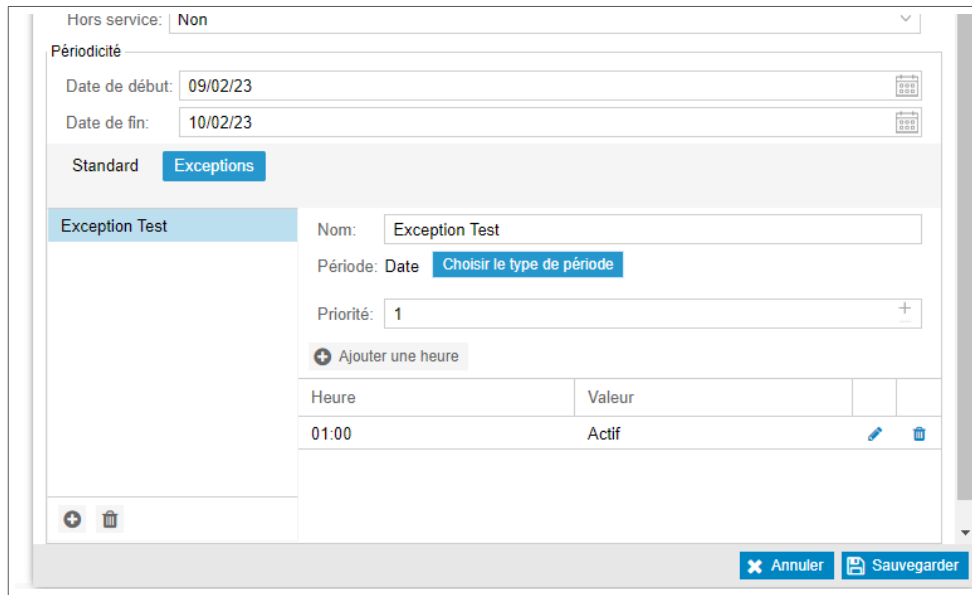 Hors service: Non
Périodicité
Date de début: 09/02/23
Date de fin: 10/02/23
Standard Exceptions
Exception Test
Nom: Exception Test
Période: Date Choisir le type de période
Priorité: 1
Ajouter une heure
Heure Valeur
01:00 Actif
Annuler Sauvegarder